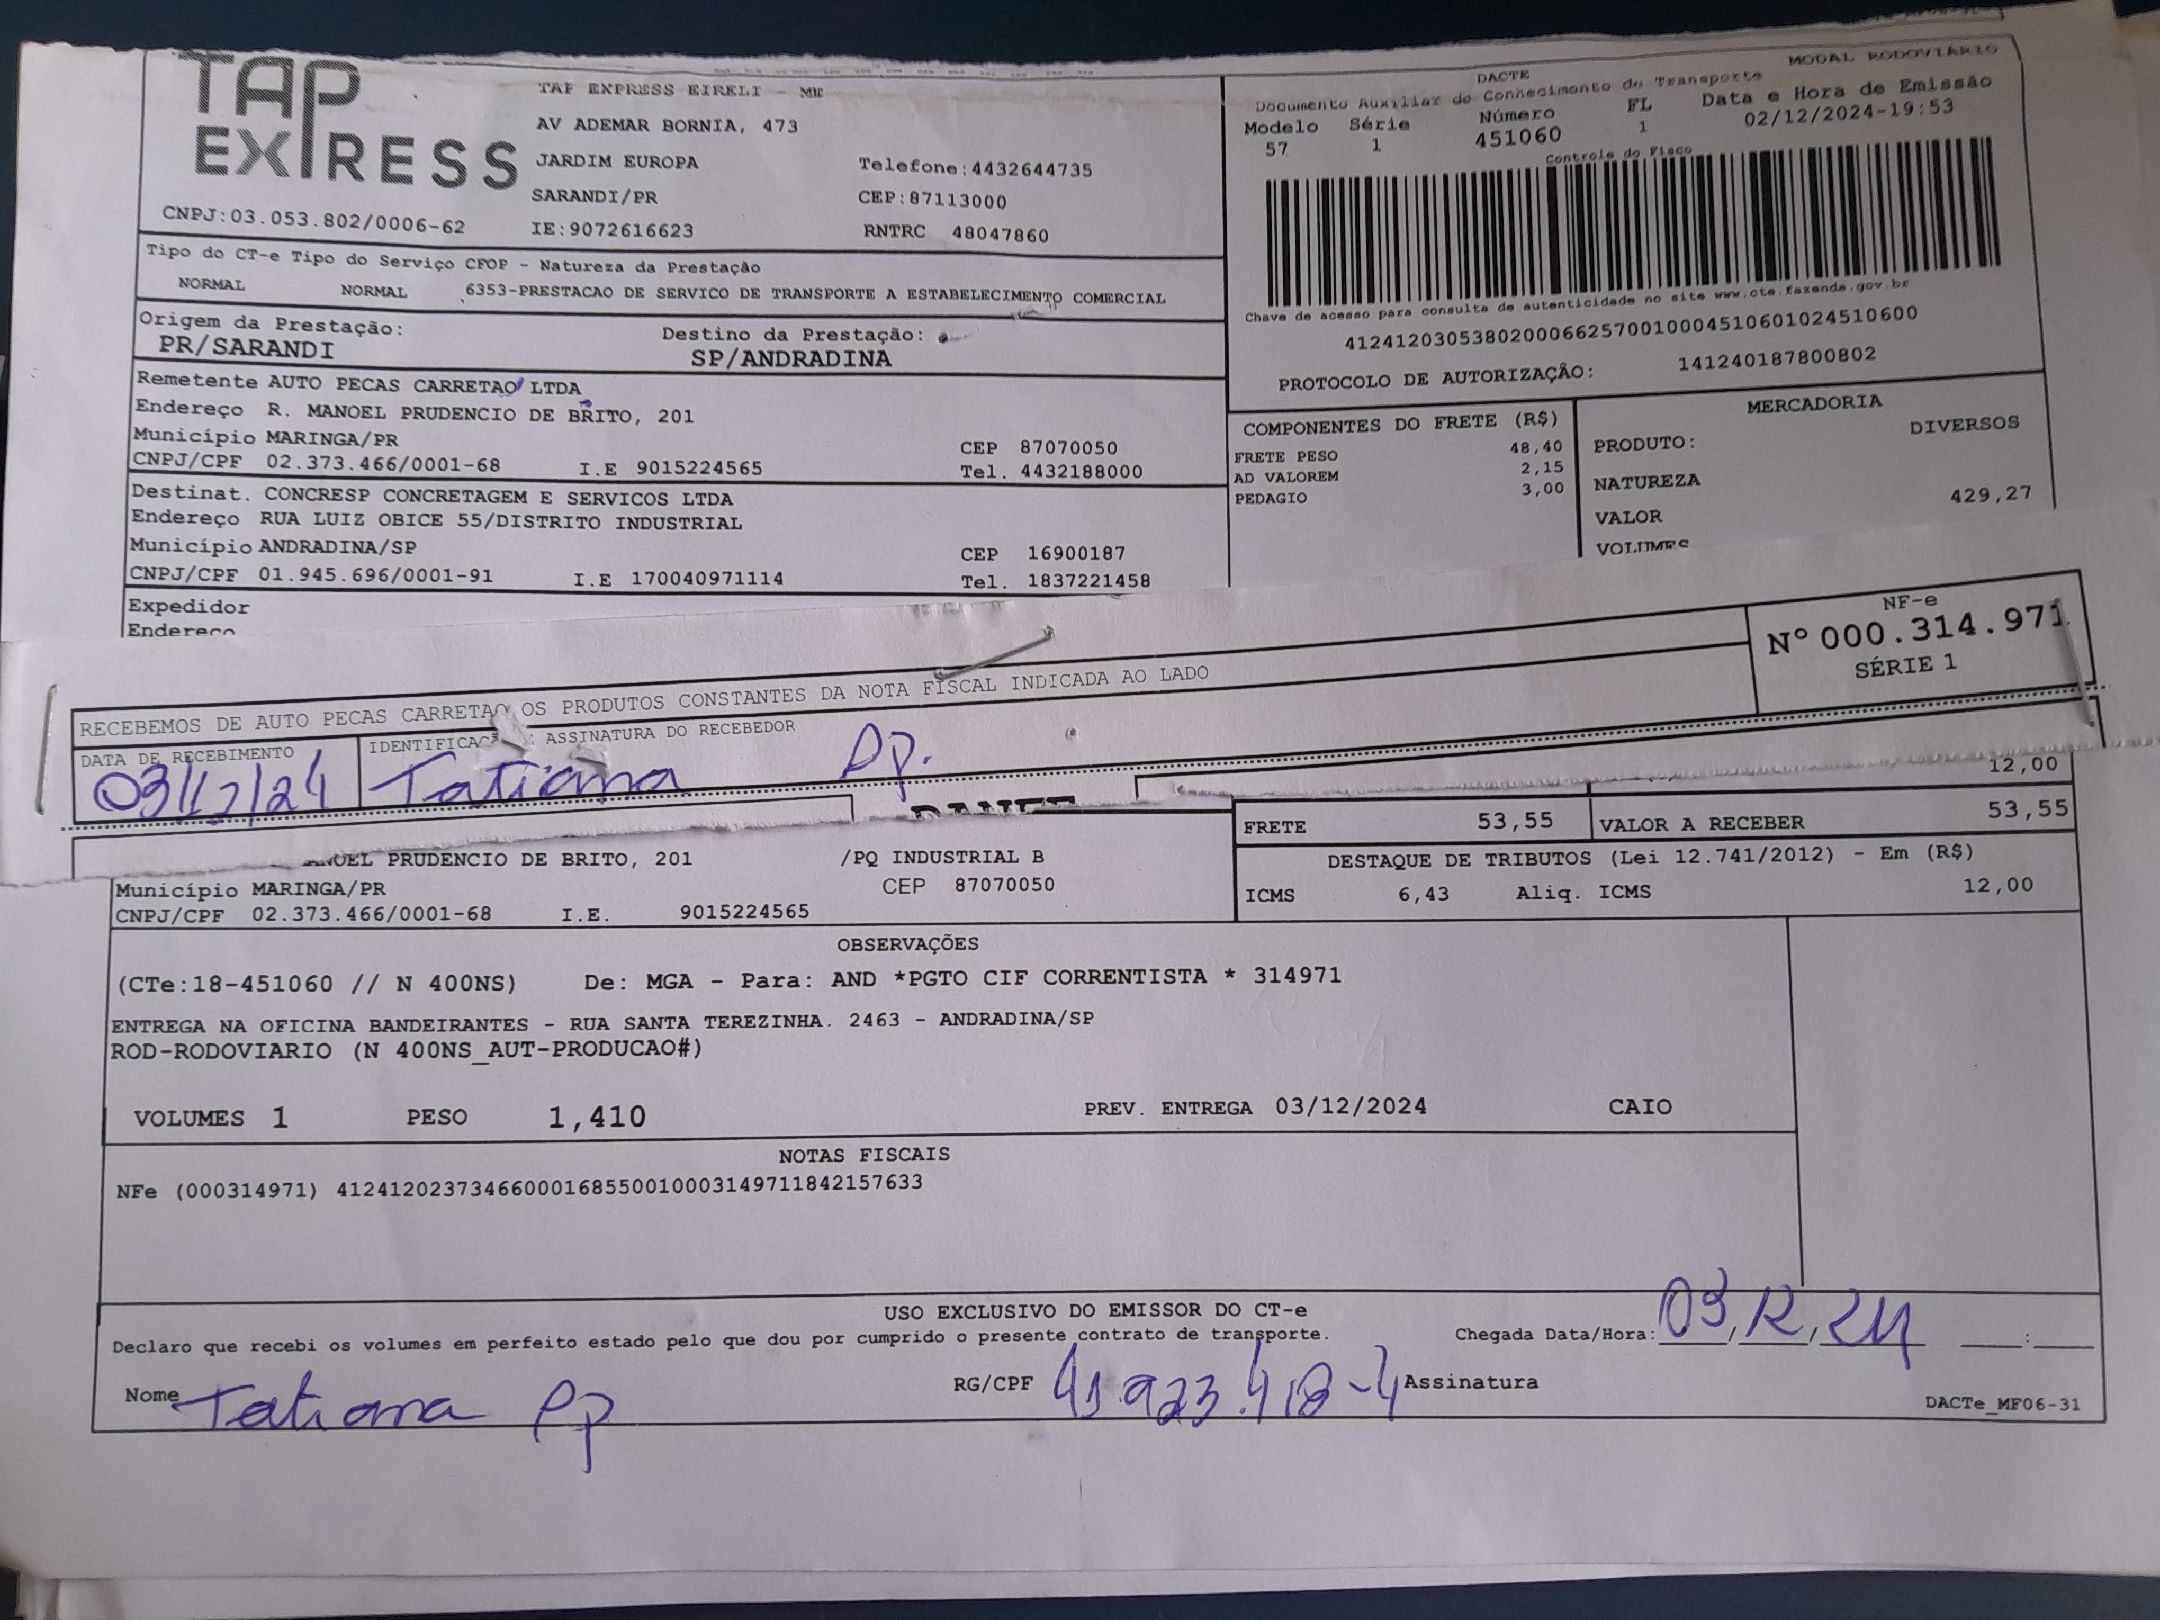 TAP EXPRESS
TAP EXPRESS EIRELI - ME
AV ADEMAR BORNIA, 473
JARDIM EUROPA
Telefone:4432644735
SARANDI/PR
CEP:87113000
CNPJ:03.053.802/0006-62
IE:9072616623
RNTRC 48047860
MODAL RODOVIÁRIO
DACTE
Documento Auxiliar do Conhecimento de Transporte
Modelo Série Número FL Data e Hora de Emissão
57 1 451060 1 02/12/2024-19:53
Controle do Fisco
Chave de acesso para consulta de autenticidade no site www.cte.fazenda.gov.br
41241203053802000662570010004510601024510600
PROTOCOLO DE AUTORIZAÇÃO: 141240187800802
Tipo do CT-e Tipo do Serviço CFOP - Natureza da Prestação
NORMAL NORMAL 6353-PRESTACAO DE SERVICO DE TRANSPORTE A ESTABELECIMENTO COMERCIAL
Origem da Prestação: Destino da Prestação:
PR/SARANDI SP/ANDRADINA
Remetente AUTO PECAS CARRETAO LTDA
Endereço R. MANOEL PRUDENCIO DE BRITO, 201
Município MARINGA/PR CEP 87070050
CNPJ/CPF 02.373.466/0001-68 I.E 9015224565 Tel. 4432188000
Destinat. CONCRESP CONCRETAGEM E SERVICOS LTDA
Endereço RUA LUIZ OBICE 55/DISTRITO INDUSTRIAL
Município ANDRADINA/SP CEP 16900187
CNPJ/CPF 01.945.696/0001-91 I.E 170040971114 Tel. 1837221458
Expedidor
Endereço
COMPONENTES DO FRETE (R$)
FRETE PESO 48,40
AD VALOREM 2,15
PEDAGIO 3,00
MERCADORIA
PRODUTO: DIVERSOS
NATUREZA
VALOR 429,27
VOLUMES
NF-e
Nº 000.314.971
SÉRIE 1
RECEBEMOS DE AUTO PECAS CARRETAO OS PRODUTOS CONSTANTES DA NOTA FISCAL INDICADA AO LADO
DATA DE RECEBIMENTO
03/12/24
ASSINATURA DO RECEBEDOR
Tatiana Pp.
DANFE
12,00
FRETE 53,55 VALOR A RECEBER 53,55
MANOEL PRUDENCIO DE BRITO, 201 /PQ INDUSTRIAL B
Município MARINGA/PR CEP 87070050
CNPJ/CPF 02.373.466/0001-68 I.E. 9015224565
DESTAQUE DE TRIBUTOS (Lei 12.741/2012) - Em (R$)
ICMS 6,43 Aliq. ICMS 12,00
OBSERVAÇÕES
(CTe:18-451060 // N 400NS) De: MGA - Para: AND *PGTO CIF CORRENTISTA * 314971
ENTREGA NA OFICINA BANDEIRANTES - RUA SANTA TEREZINHA. 2463 - ANDRADINA/SP
ROD-RODOVIARIO (N 400NS_AUT-PRODUCAO#)
VOLUMES 1 PESO 1,410 PREV. ENTREGA 03/12/2024 CAIO
NOTAS FISCAIS
NFe (000314971) 41241202373466000168550010003149711842157633
USO EXCLUSIVO DO EMISSOR DO CT-e
Declaro que recebi os volumes em perfeito estado pelo que dou por cumprido o presente contrato de transporte. Chegada Data/Hora: 03/12/24 :
Nome Tatiana Pp RG/CPF 41.923.418-4 Assinatura
DACTe_MF06-31